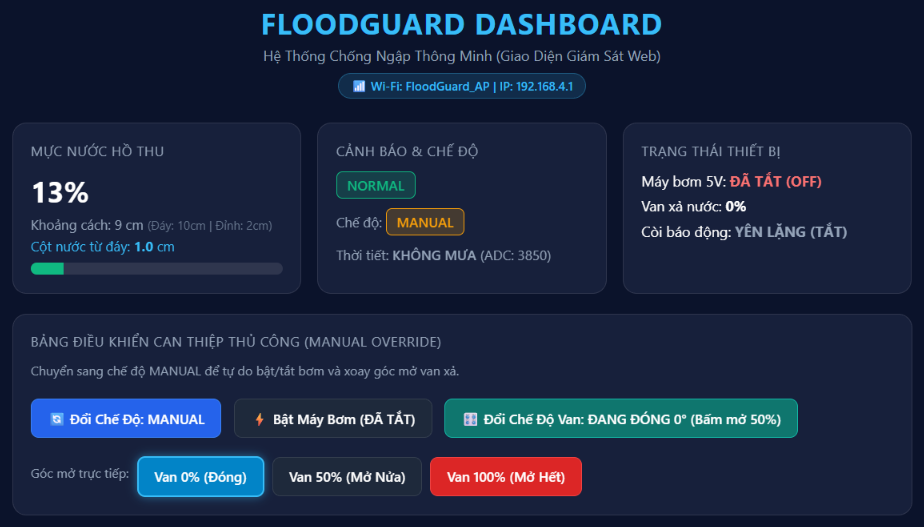 FLOODGUARD DASHBOARD
Hệ Thống Chống Ngập Thông Minh (Giao Diện Giám Sát Web)
Wi-Fi: FloodGuard_AP | IP: 192.168.4.1
MỰC NƯỚC HỒ THU
13%
Khoảng cách: 9 cm (Đáy: 10cm | Đỉnh: 2cm)
Cột nước từ đáy: 1.0 cm
CẢNH BÁO & CHẾ ĐỘ
NORMAL
Chế độ: MANUAL
Thời tiết: KHÔNG MƯA (ADC: 3850)
TRẠNG THÁI THIẾT BỊ
Máy bơm 5V: ĐÃ TẮT (OFF)
Van xả nước: 0%
Còi báo động: YÊN LẶNG (TẮT)
BẢNG ĐIỀU KHIỂN CAN THIỆP THỦ CÔNG (MANUAL OVERRIDE)
Chuyển sang chế độ MANUAL để tự do bật/tắt bơm và xoay góc mở van xả.
Đổi Chế Độ: MANUAL
Bật Máy Bơm (ĐÃ TẮT)
Đổi Chế Độ Van: ĐANG ĐÓNG 0° (Bấm mở 50%)
Góc mở trực tiếp:
Van 0% (Đóng)
Van 50% (Mở Nửa)
Van 100% (Mở Hết)